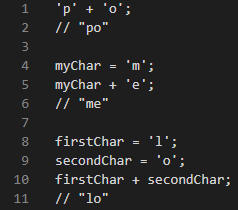 1 'p' + 'o';
2 // "po"
3
4 myChar = 'm';
5 myChar + 'e';
6 // "me"
7
8 firstChar = 'l';
9 secondChar = 'o';
10 firstChar + secondChar;
11 // "lo"